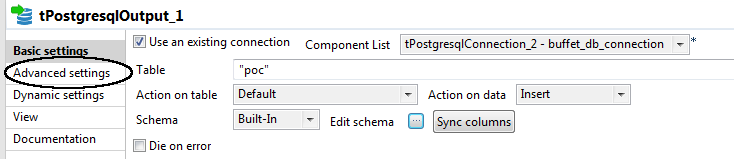 tPostgresqlOutput_1
Basic settings
Advanced settings
Dynamic settings
View
Documentation
Use an existing connection Component List tPostgresqlConnection_2 - buffet_db_connection *
Table "poc"
Action on table Default Action on data Insert
Schema Built-In Edit schema ... Sync columns
Die on error